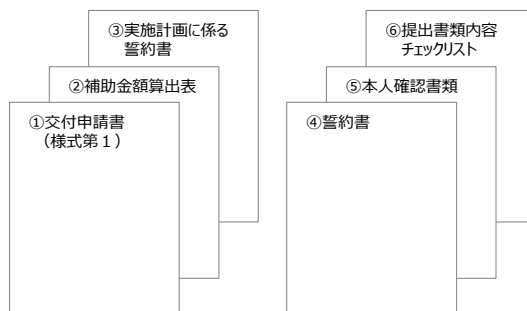 ③実施計画に係る
誓約書
②補助金額算出表
①交付申請書
（様式第１）
⑥提出書類内容
チェックリスト
⑤本人確認書類
④誓約書